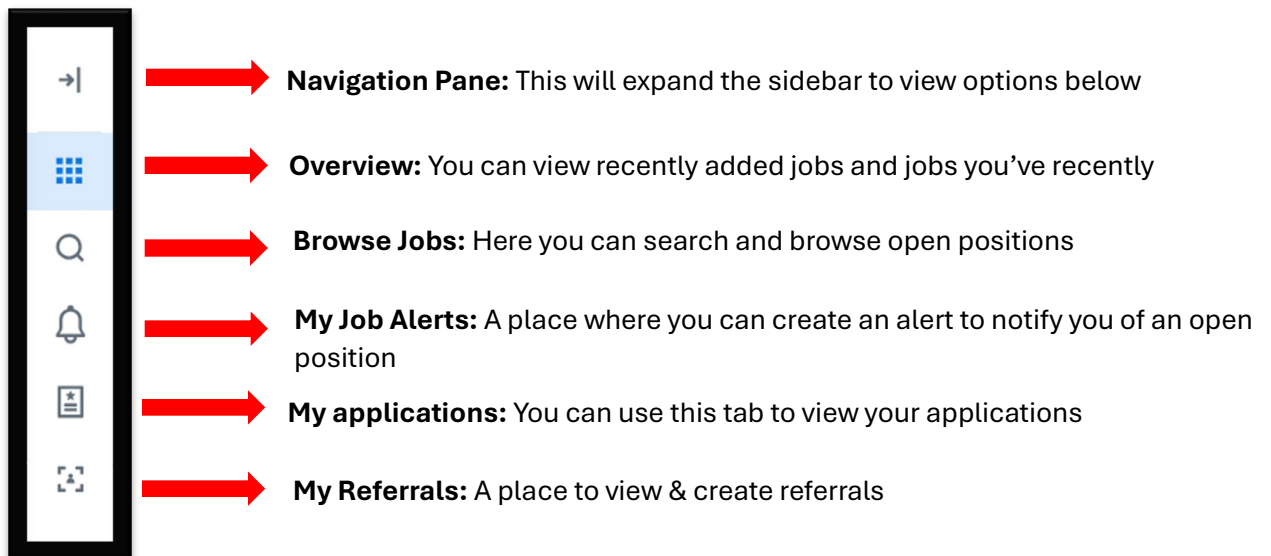 Navigation Pane: This will expand the sidebar to view options below
Overview: You can view recently added jobs and jobs you’ve recently
Browse Jobs: Here you can search and browse open positions
My Job Alerts: A place where you can create an alert to notify you of an open
position
My applications: You can use this tab to view your applications
My Referrals: A place to view & create referrals